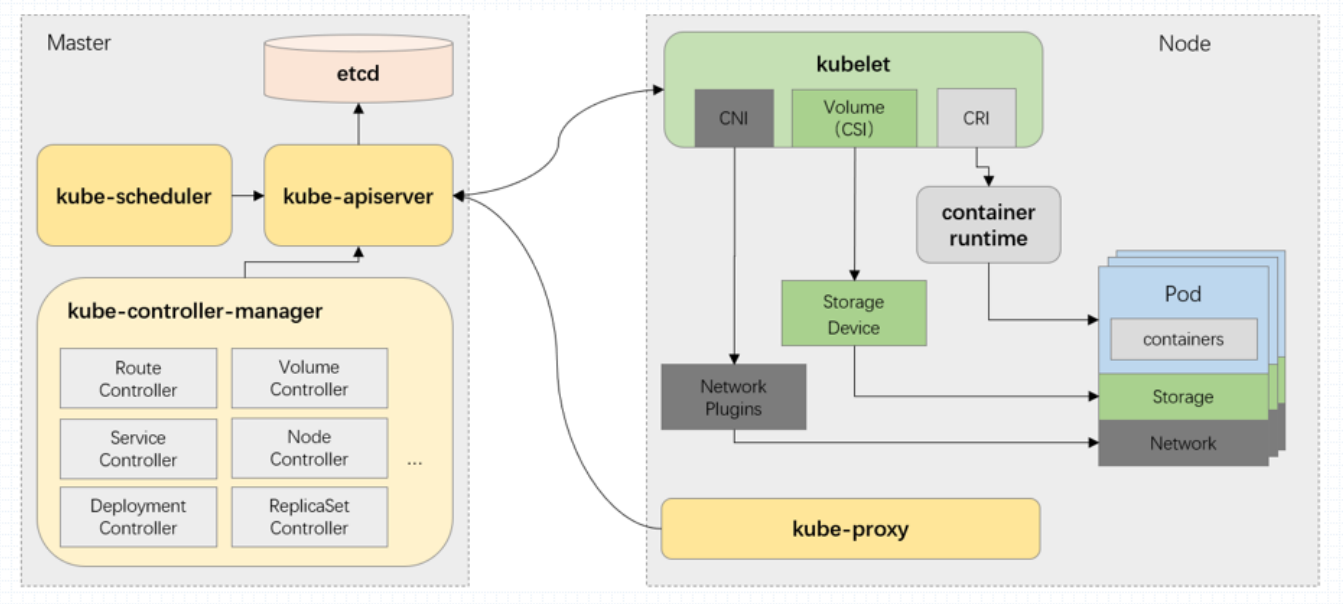 Master
etcd
kube-scheduler
kube-apiserver
kube-controller-manager
Route
Controller
Volume
Controller
Service
Controller
Node
Controller
...
Deployment
Controller
ReplicaSet
Controller
Node
kubelet
CNI
Volume
（CSI）
CRI
container
runtime
Storage
Device
Network
Plugins
Pod
containers
Storage
Network
kube-proxy